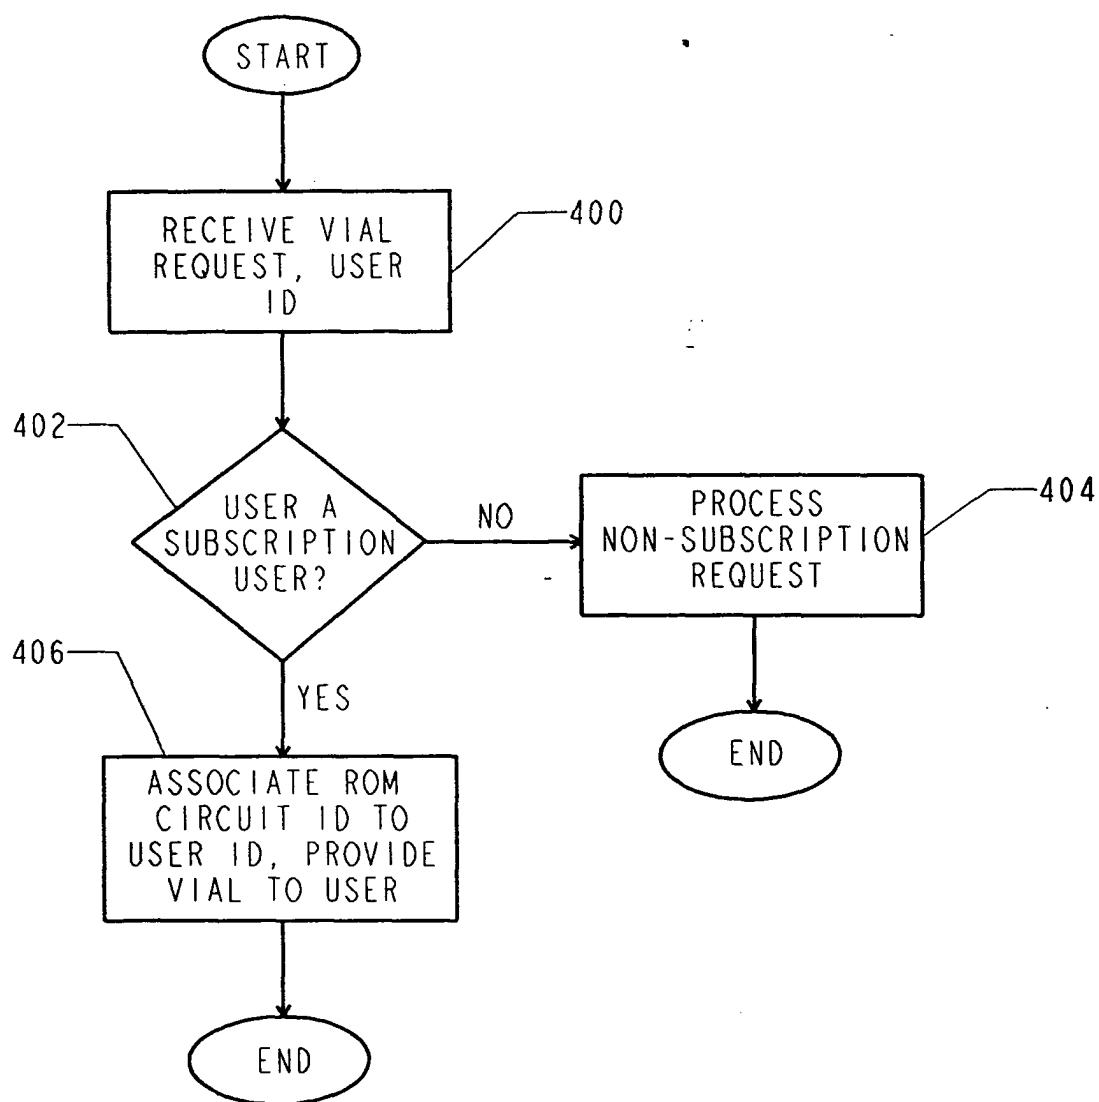 START
RECEIVE VIAL
REQUEST, USER
ID
400
402
USER A
SUBSCRIPTION
USER?
NO
PROCESS
NON-SUBSCRIPTION
REQUEST
404
406
YES
END
ASSOCIATE ROM
CIRCUIT ID TO
USER ID, PROVIDE
VIAL TO USER
END